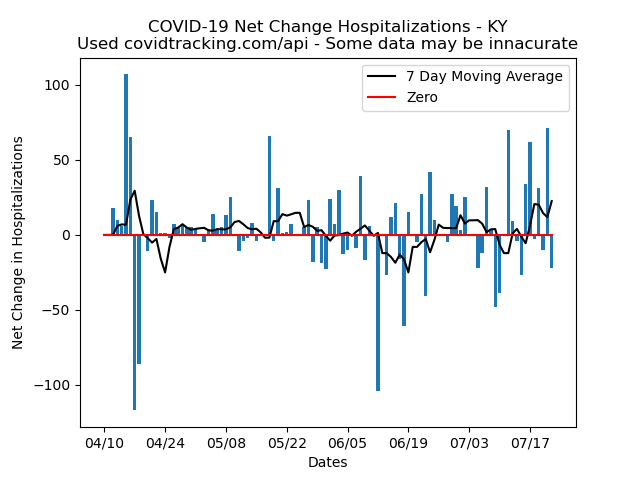 COVID-19 Net Change Hospitalizations - KY
Used covidtracking.com/api - Some data may be innacurate
7 Day Moving Average
Zero
Net Change in Hospitalizations
100
50
0
−50
−100
04/10 04/24 05/08 05/22 06/05 06/19 07/03 07/17
Dates